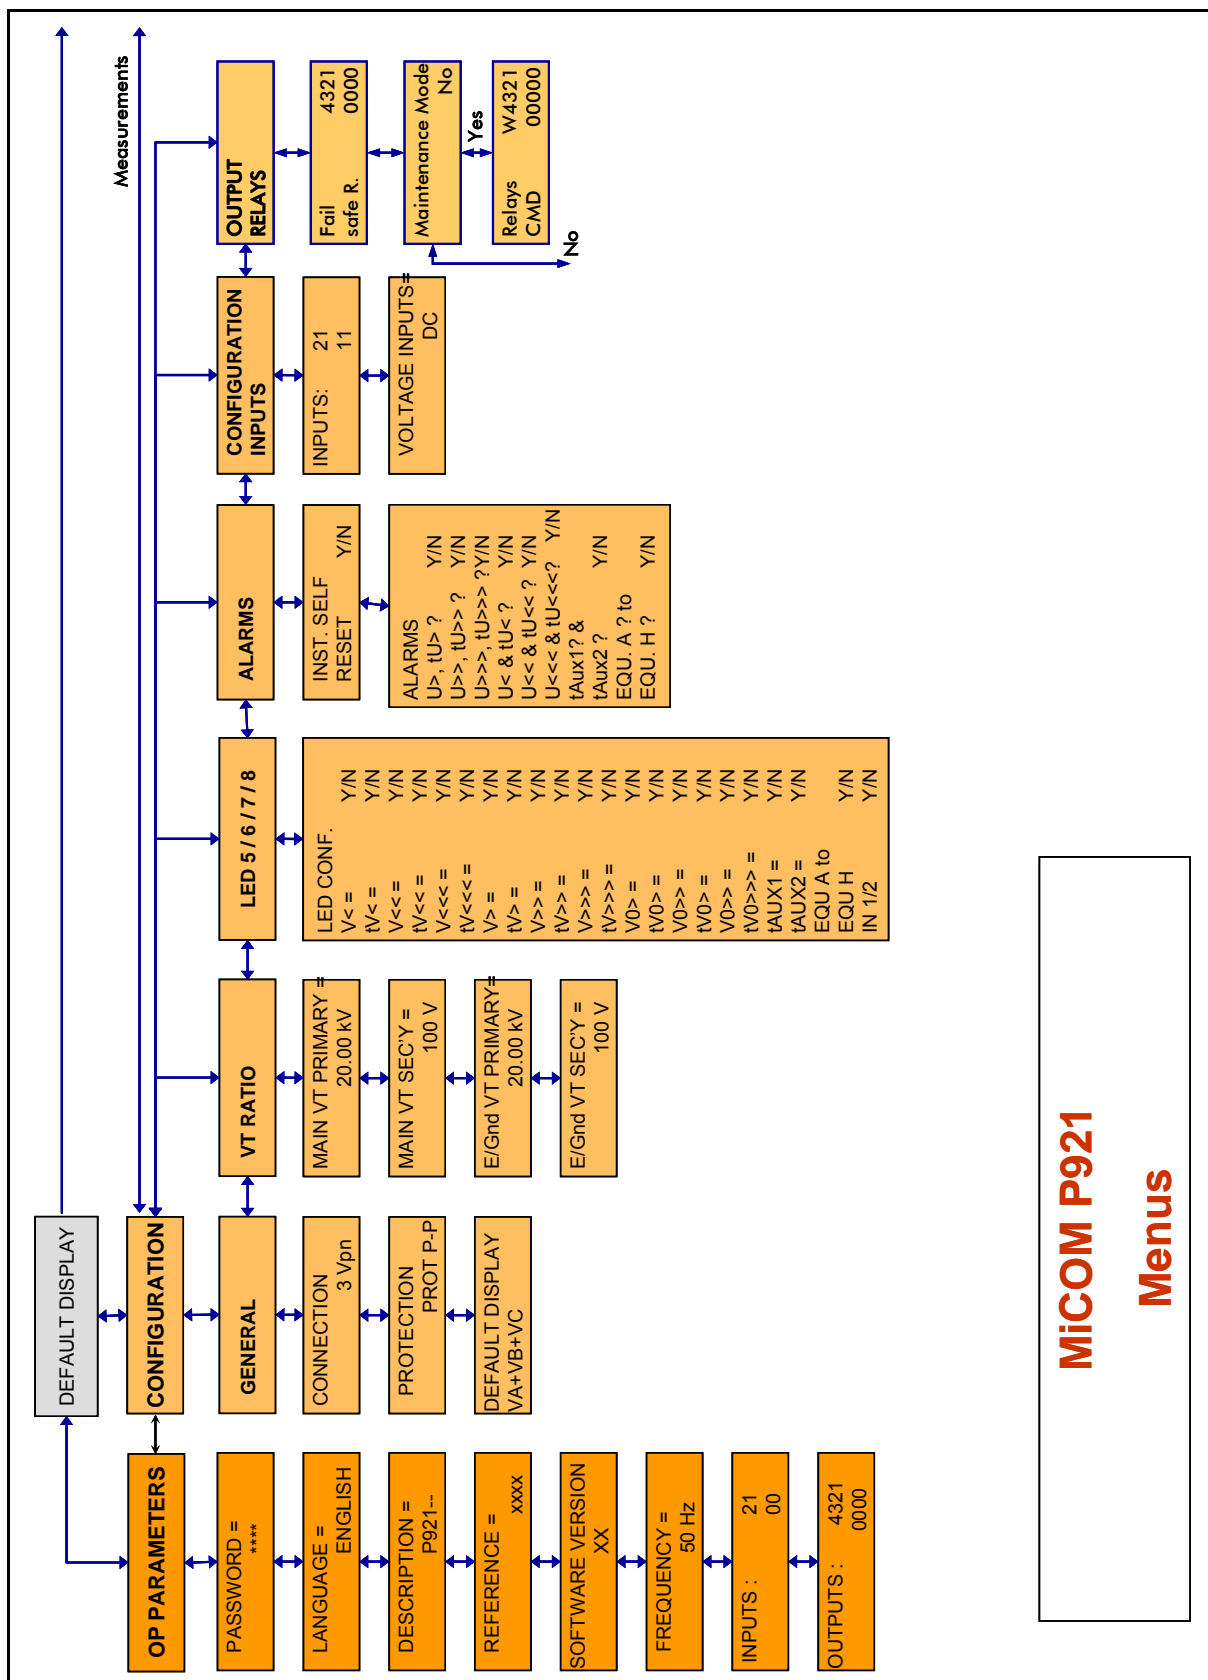 DEFAULT DISPLAY
Measurements
OP PARAMETERS
PASSWORD =
****
LANGUAGE =
ENGLISH
DESCRIPTION =
P921--
REFERENCE =
xxxx
SOFTWARE VERSION
XX
FREQUENCY =
50 Hz
INPUTS : 21
00
OUTPUTS : 4321
0000
CONFIGURATION
GENERAL
CONNECTION
3 Vpn
PROTECTION
PROT P-P
DEFAULT DISPLAY
VA+VB+VC
VT RATIO
MAIN VT PRIMARY =
20.00 kV
MAIN VT SEC'Y =
100 V
E/Gnd VT PRIMARY=
20.00 kV
E/Gnd VT SEC'Y =
100 V
LED 5 / 6 / 7 / 8
LED CONF.
V< = Y/N
tV< = Y/N
V<< = Y/N
tV<< = Y/N
V<<< = Y/N
tV<<< = Y/N
V> = Y/N
tV> = Y/N
V>> = Y/N
tV>> = Y/N
V>>> = Y/N
tV>>> = Y/N
V0> = Y/N
tV0> = Y/N
V0>> = Y/N
tV0> = Y/N
V0>> = Y/N
tV0>>> = Y/N
tAUX1 = Y/N
tAUX2 = Y/N
EQU A to
EQU H Y/N
IN 1/2 Y/N
ALARMS
INST. SELF
RESET Y/N
ALARMS
U>, tU> ? Y/N
U>>, tU>> ? Y/N
U>>>, tU>>> ?Y/N
U< & tU< ? Y/N
U<< & tU<< ? Y/N
U<<< & tU<<<? Y/N
tAux1? &
tAux2 ? Y/N
EQU. A ? to
EQU. H ? Y/N
CONFIGURATION
INPUTS
INPUTS: 21
11
VOLTAGE INPUTS=
DC
OUTPUT
RELAYS
Fail 4321
safe R. 0000
Maintenance Mode
No
Yes
No
Relays W4321
CMD 00000
MiCOM P921
Menus